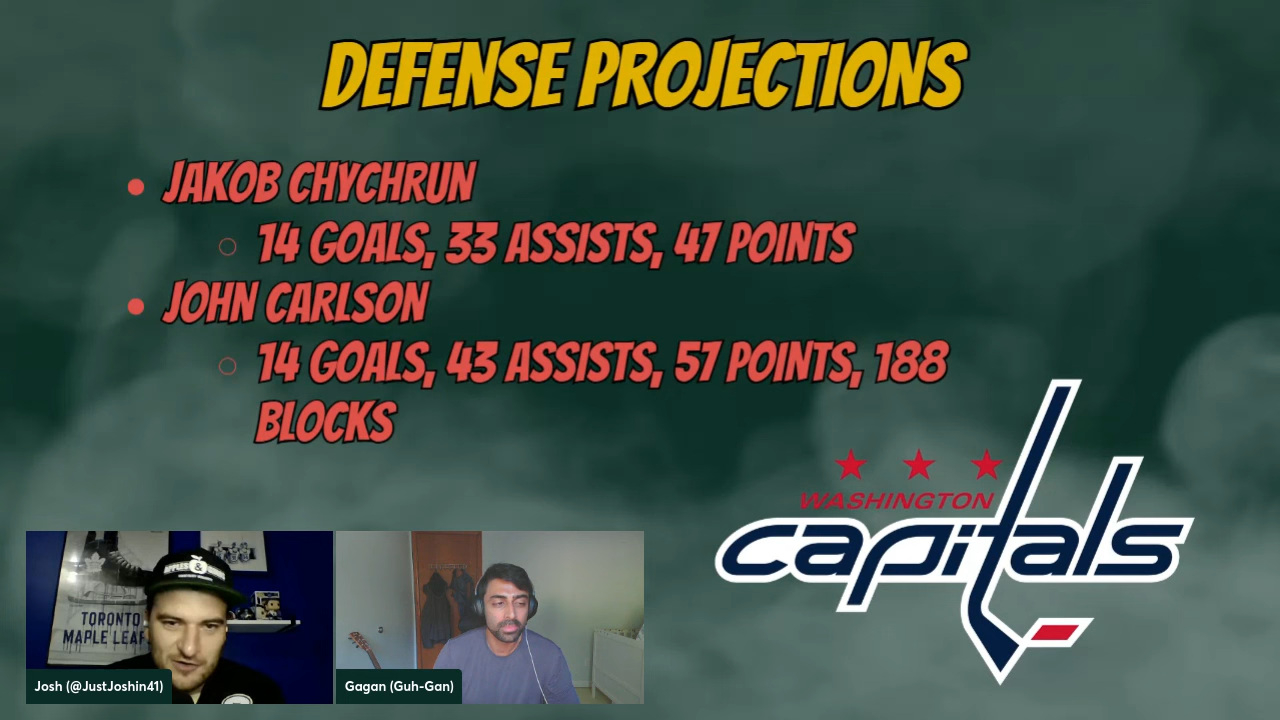 DEFENSE PROJECTIONS
JAKOB CHYCHRUN
14 GOALS, 33 ASSISTS, 47 POINTS
JOHN CARLSON
14 GOALS, 43 ASSISTS, 57 POINTS, 188
BLOCKS
WASHINGTON
capitals
TORONTO
MAPLE LEAF
Josh (@JustJoshin41)
Gagan (Guh-Gan)